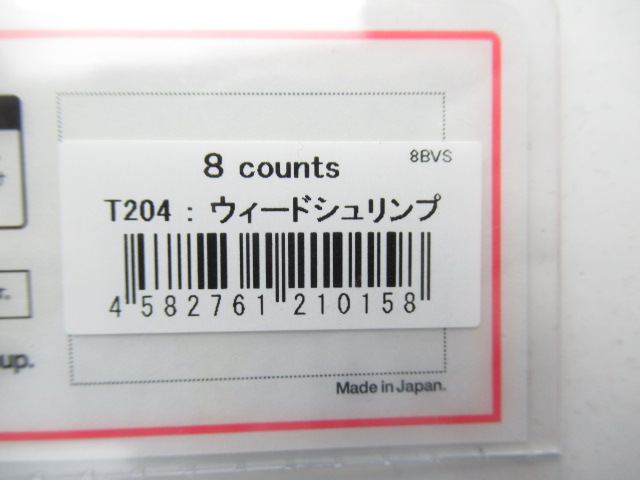 8 counts
8BVS
T204 : ウィードシュリンプ
4 582761 210158
r.
up.
Made in Japan.